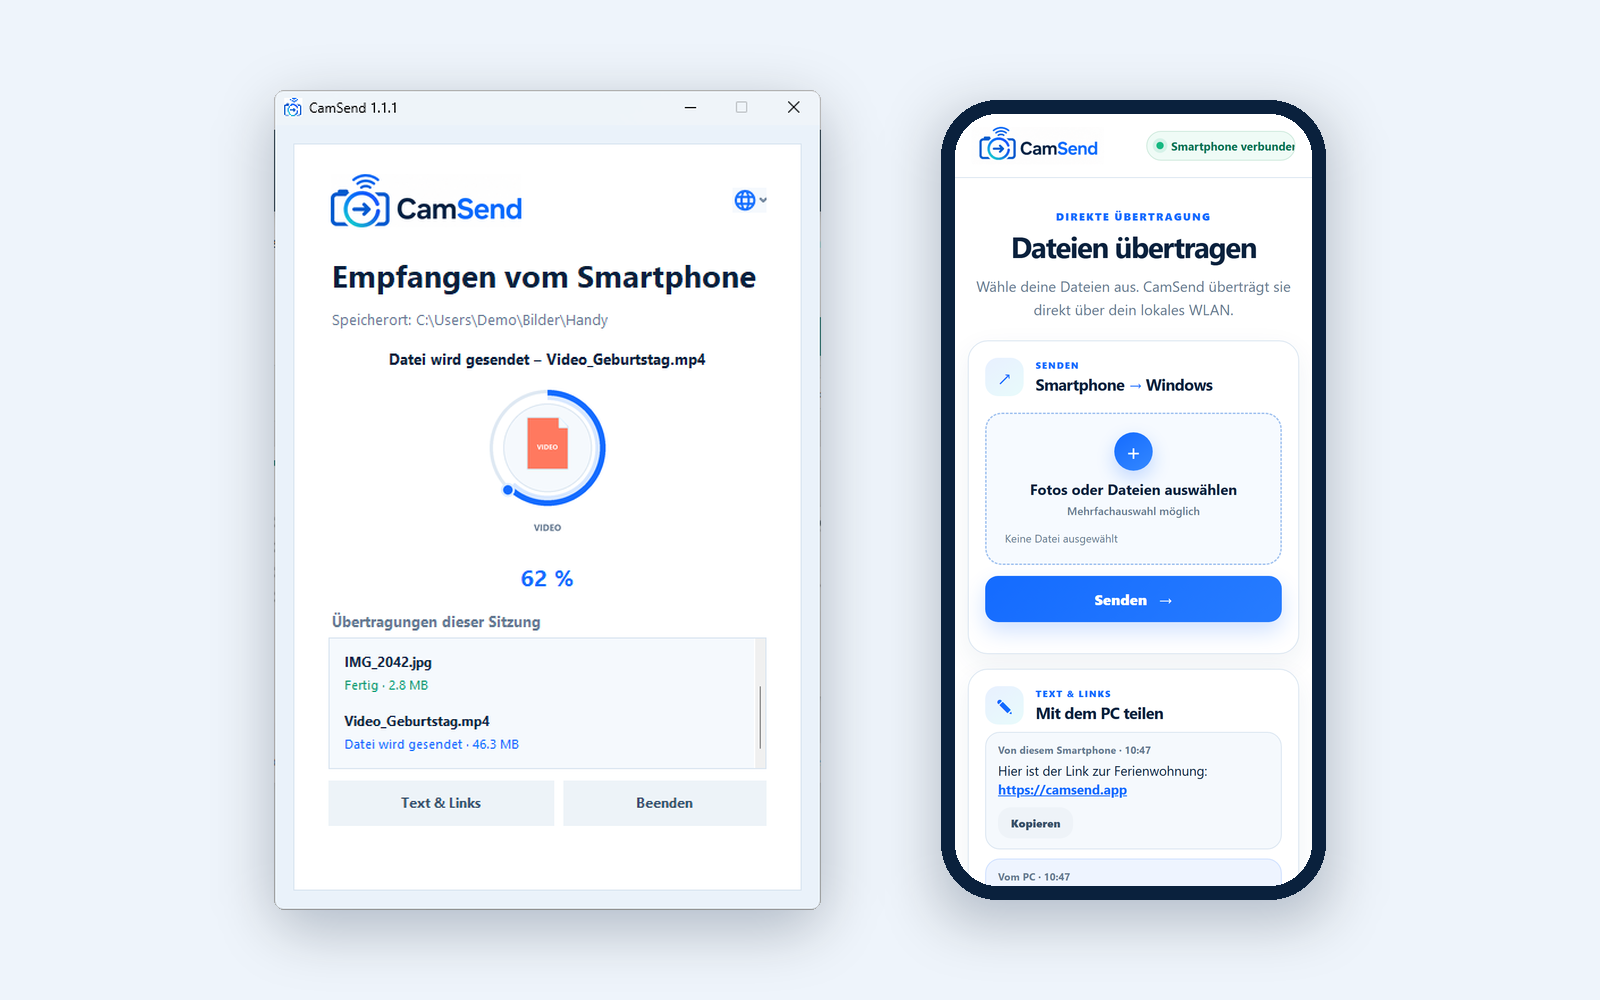 CamSend 1.1.1
CamSend
Empfangen vom Smartphone
Speicherort: C:\Users\Demo\Bilder\Handy
Datei wird gesendet – Video_Geburtstag.mp4
VIDEO
VIDEO
62 %
Übertragungen dieser Sitzung
IMG_2042.jpg
Fertig · 2.8 MB
Video_Geburtstag.mp4
Datei wird gesendet · 46.3 MB
Text & Links
Beenden
CamSend
Smartphone verbunden
DIREKTE ÜBERTRAGUNG
Dateien übertragen
Wähle deine Dateien aus. CamSend überträgt sie
direkt über dein lokales WLAN.
SENDEN
Smartphone → Windows
Fotos oder Dateien auswählen
Mehrfachauswahl möglich
Keine Datei ausgewählt
Senden →
TEXT & LINKS
Mit dem PC teilen
Von diesem Smartphone · 10:47
Hier ist der Link zur Ferienwohnung:
https://camsend.app
Kopieren
Vom PC · 10:47